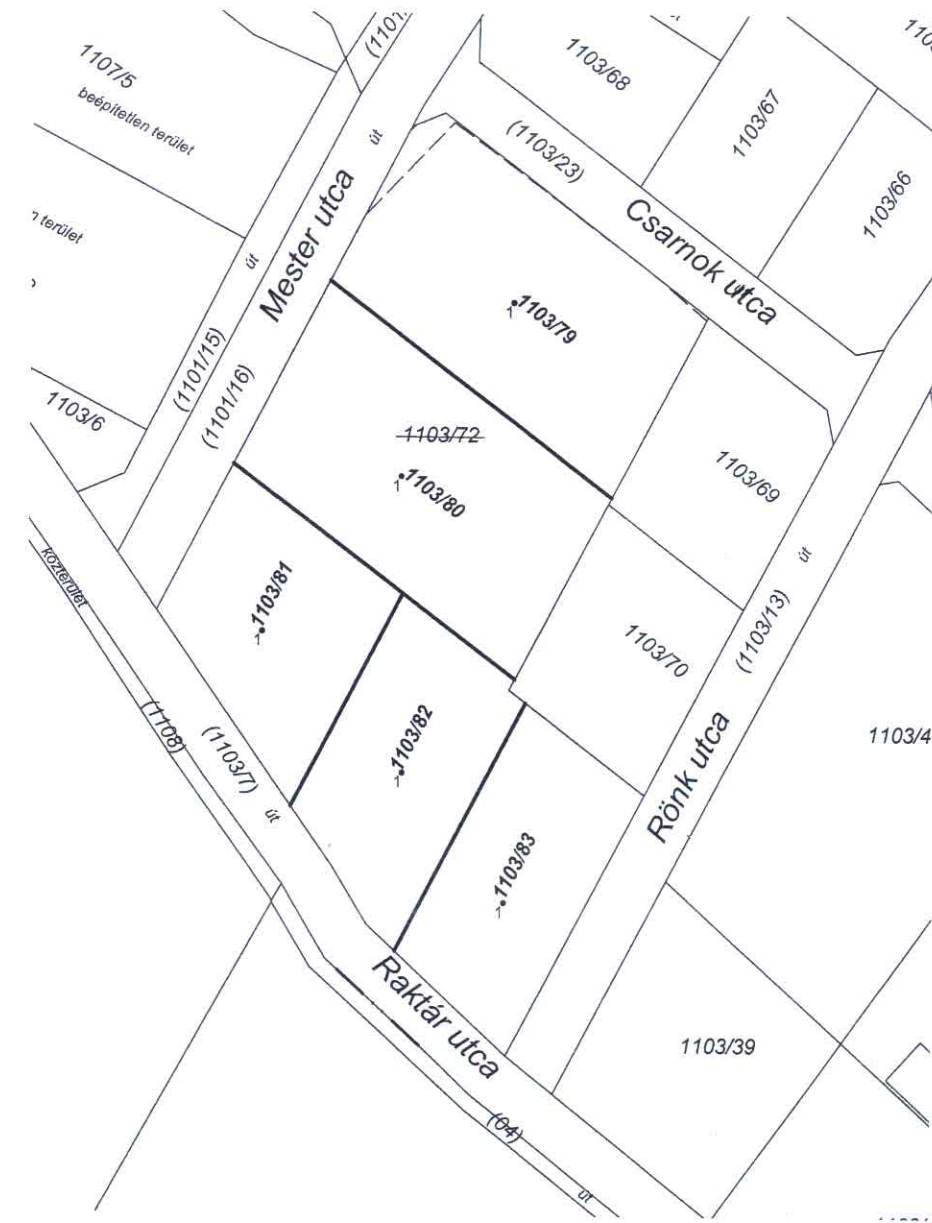 1107/5
beépítetlen terület
terület
1103/6
(1101/15)
út
(1101/16)
Mester utca
út
1103/68
(1103/23)
1103/67
1103/66
Csarnok utca
1103/79
1103/72
1103/80
1103/69
út
(1103/13)
1103/70
Rönk utca
1103/81
1103/82
1103/83
közterület
(1108)
(1103/7)
út
Raktár utca
(04)
út
1103/4
1103/39